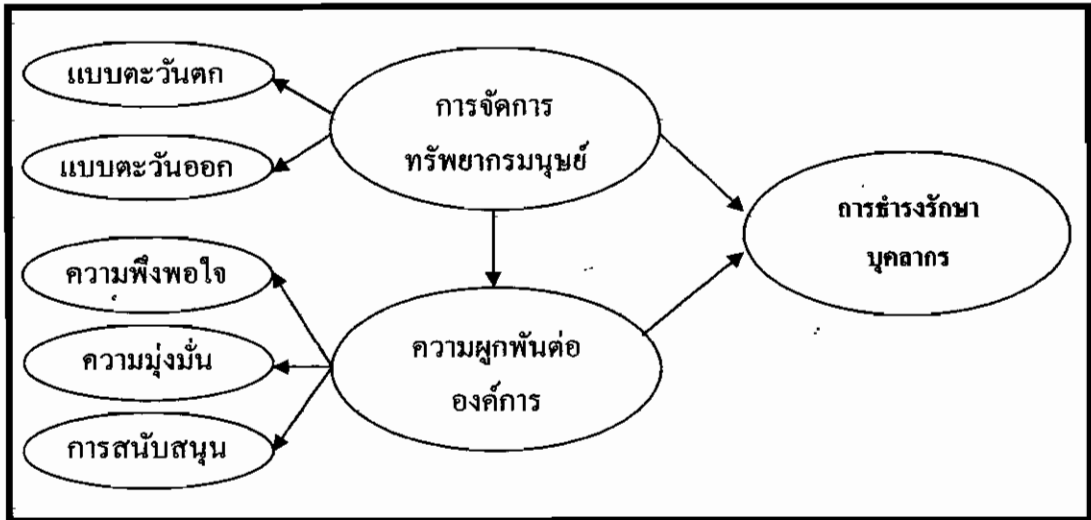 แบบตะวันตก
แบบตะวันออก
การจัดการ
ทรัพยากรมนุษย์
การธำรงรักษา
บุคลากร
ความพึงพอใจ
ความมุ่งมั่น
การสนับสนุน
ความผูกพันต่อ
องค์การ